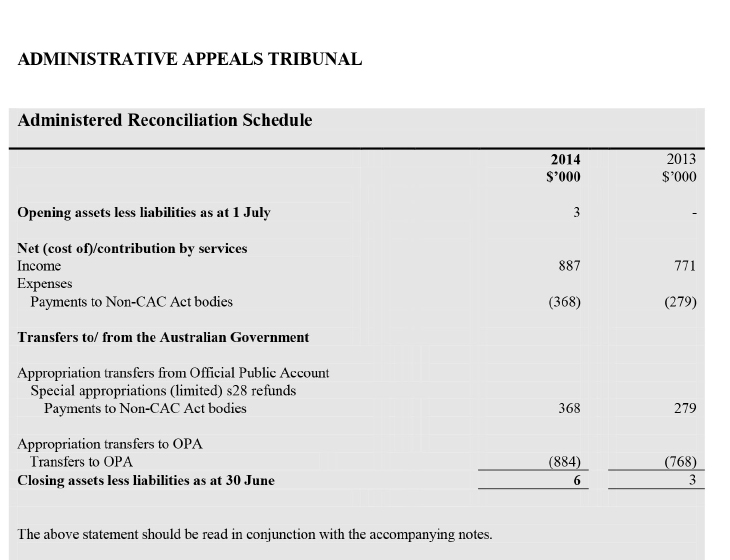 ADMINISTRATIVE APPEALS TRIBUNAL
Administered Reconciliation Schedule
2014 2013
$’000 $’000
Opening assets less liabilities as at 1 July 3 -
Net (cost of)/contribution by services
Income 887 771
Expenses
Payments to Non-CAC Act bodies (368) (279)
Transfers to/ from the Australian Government
Appropriation transfers from Official Public Account
Special appropriations (limited) s28 refunds
Payments to Non-CAC Act bodies 368 279
Appropriation transfers to OPA
Transfers to OPA (884) (768)
Closing assets less liabilities as at 30 June 6 3
The above statement should be read in conjunction with the accompanying notes.